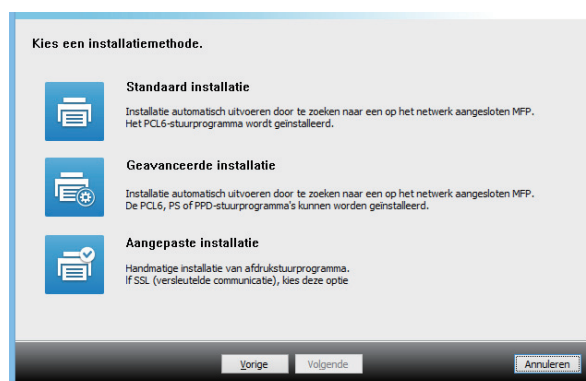 Kies een installatiemethode.
Standaard installatie
Installatie automatisch uitvoeren door te zoeken naar een op het netwerk aangesloten MFP.
Het PCL6-stuurprogramma wordt geïnstalleerd.
Geavanceerde installatie
Installatie automatisch uitvoeren door te zoeken naar een op het netwerk aangesloten MFP.
De PCL6, PS of PPD-stuurprogramma's kunnen worden geïnstalleerd.
Aangepaste installatie
Handmatige installatie van afdrukstuurprogramma.
If SSL (versleutelde communicatie), kies deze optie
Vorige
Volgende
Annuleren